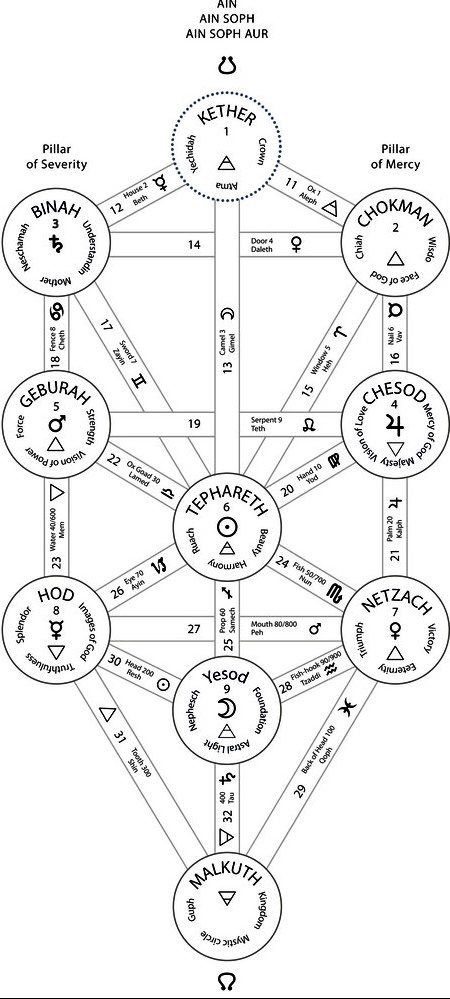 AIN
AIN SOPH
AIN SOPH AUR
KETHER
1
Yechidah
Crown
Atma
Pillar
of Severity
Pillar
of Mercy
12
House 2
Beth
11
Ox 1
Aleph
BINAH
3
Neschamah
Understandin
Mother
CHOKMAN
2
Chiah
Wisdo
Face of God
14
Door 4
Daleth
13
Camel 3
Gimel
18
Fence 8
Cheth
17
Sword 7
Zayin
15
Window 5
Heh
16
Nail 6
Vav
GEBURAH
5
Force
Strength
Vision of Power
CHESOD
4
Vision of Love
Mercy of God
Majesty
19
Serpent 9
Teth
22
Ox Goad 30
Lamed
20
Hand 10
Yod
TEPHARETH
6
Ruach
Beauty
Harmony
23
Water 40/600
Mem
21
Palm 20
Kalph
26
Eye 70
Ayin
24
Fish 50/700
Nun
25
Prop 60
Samech
HOD
8
Splendor
Images of God
Truthfulness
NETZACH
7
Triumph
Victory
Eeternity
27
Mouth 80/800
Peh
30
Head 200
Resh
28
Fish-hook 90/900
Tzaddi
Yesod
9
Nephesch
Foundation
Astral Light
31
Tooth 300
Shin
32
400
Tau
29
Back of Head 100
Qoph
MALKUTH
Guph
Kingdom
Mystic circle